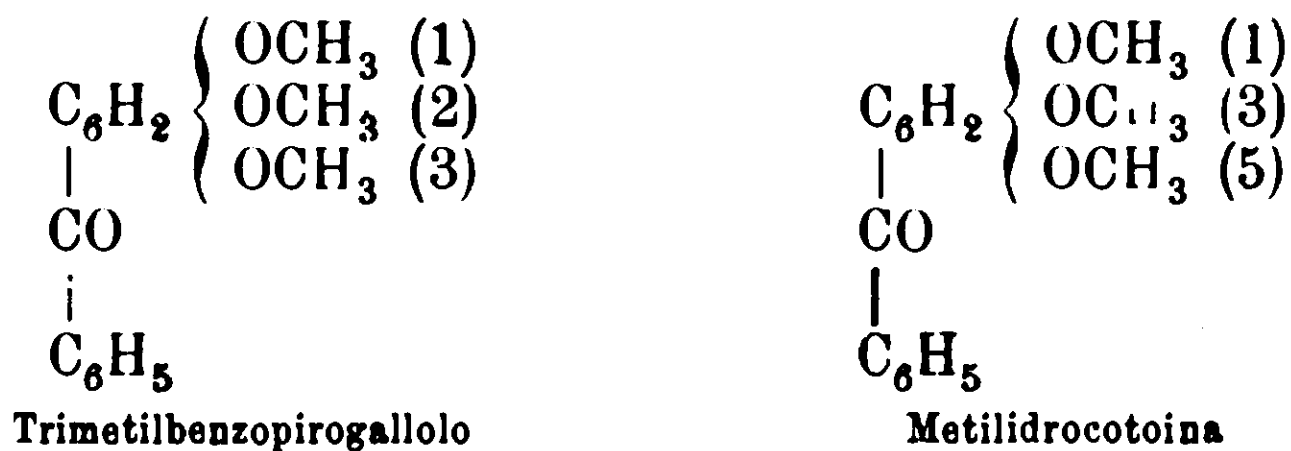 OCH₃ (1) OCH₃ (1)
C₆H₂ { OCH₃ (2) C₆H₂ { (3)
OCH₃ (3) OCH₃ (5)
CO CO
C₆H₅ C₆H₅
Trimetilbenzopirogallolo Metilidrocotoina